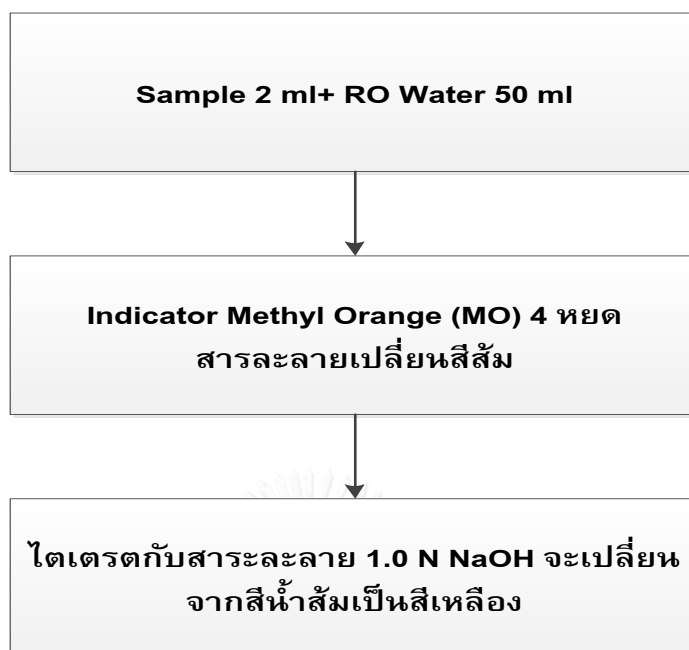 Sample 2 ml+ RO Water 50 ml
Indicator Methyl Orange (MO) 4 หยด
สารละลายเปลี่ยนสีส้ม
ไตเตรตกับสาระละลาย 1.0 N NaOH จะเปลี่ยน
จากสีน้ำส้มเป็นสีเหลือง